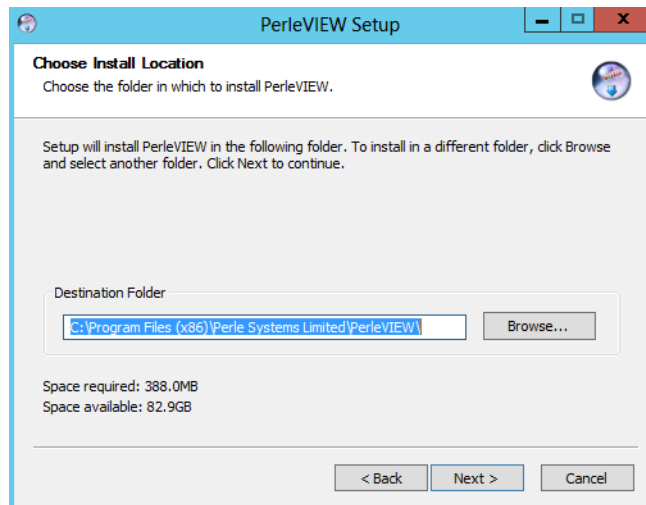 PerleVIEW Setup
Choose Install Location
Choose the folder in which to install PerleVIEW.
Setup will install PerleVIEW in the following folder. To install in a different folder, click Browse
and select another folder. Click Next to continue.
Destination Folder
C:\Program Files (x86)\Perle Systems Limited\PerleVIEW\
Browse...
Space required: 388.0MB
Space available: 82.9GB
< Back
Next >
Cancel